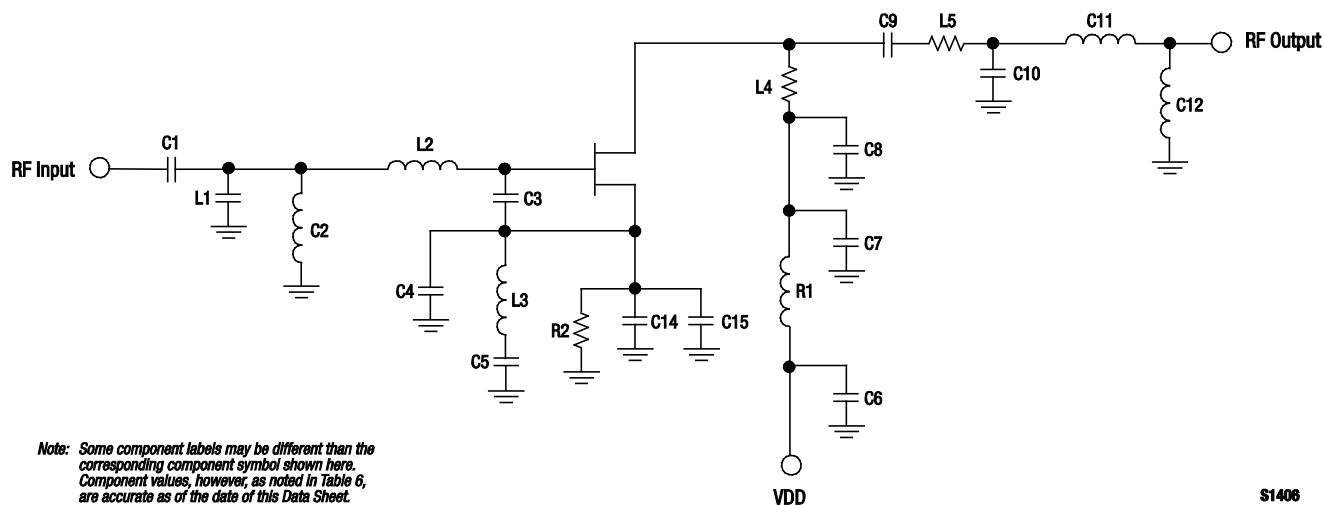 C9
L5
C11
RF Output
C10
L4
C12
C1
L2
C8
RF Input
L1
C3
C2
C7
C4
L3
R1
R2
C14
C15
C5
C6
Note: Some component labels may be different than the
corresponding component symbol shown here.
Component values, however, as noted in Table 6,
are accurate as of the date of this Data Sheet.
VDD
S1406